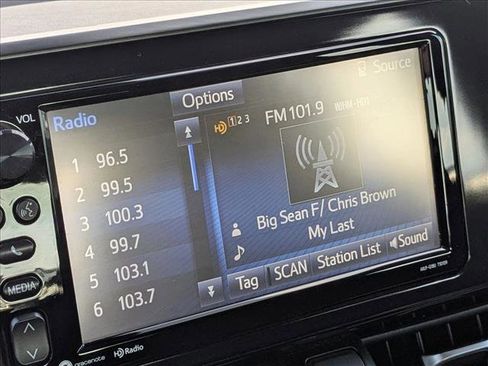 VOL
Radio
Options
Source
HD 1 2 3
FM 101.9
1 96.5
2 99.5
3 100.3
4 99.7
5 103.1
6 103.7
Big Sean F/ Chris Brown
My Last
Tag
SCAN
Station List
Sound
MEDIA
gracenote
HD Radio